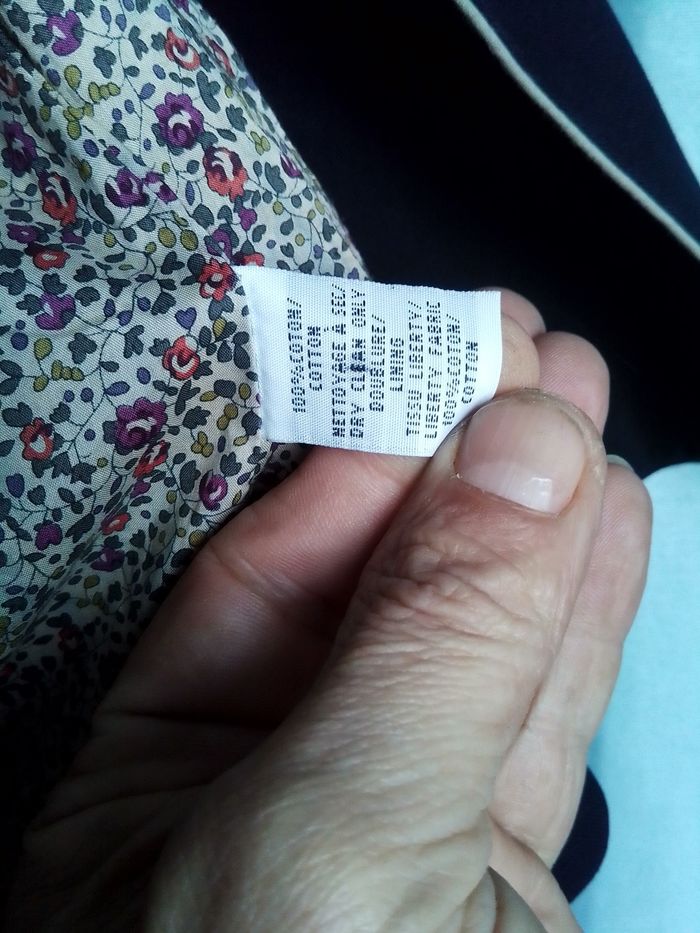 100%COTON/
COTTON
NETTOYAGE À SEC/
DRY CLEAN ONLY
DOUBLURE/
LINING
TISSU LIBERTY/
LIBERTY FABRIC
100%COTON/
COTTON